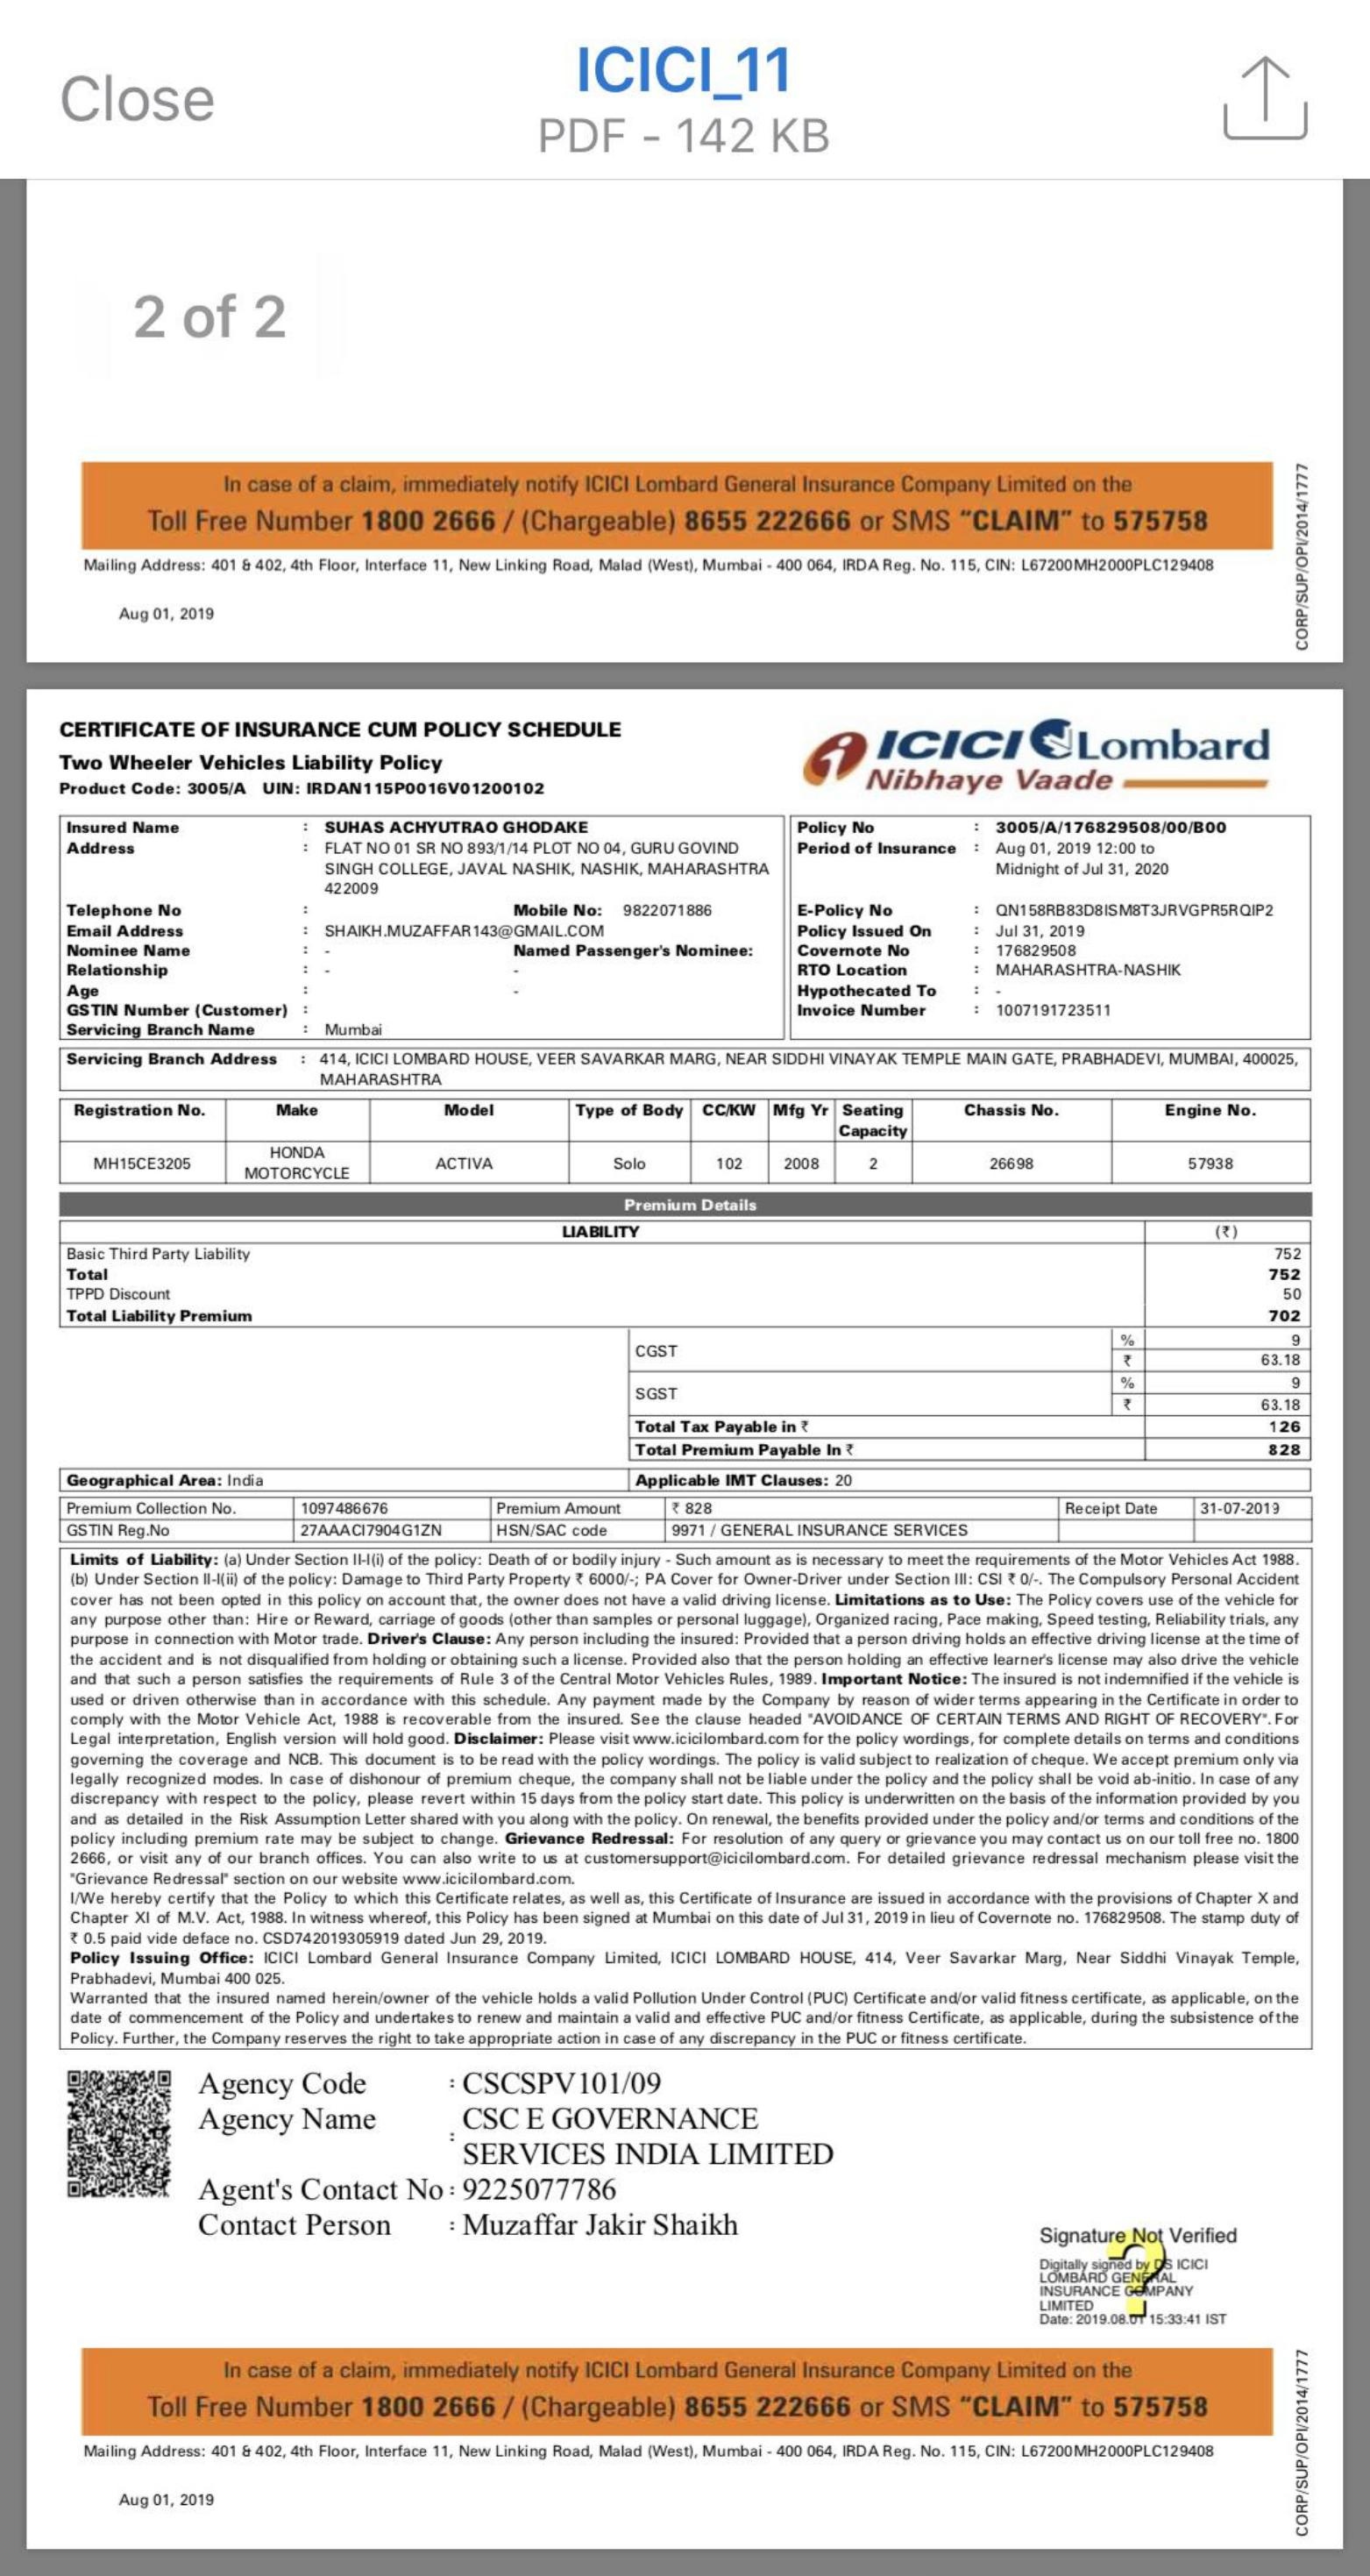 Close
ICICI_11
PDF - 142 KB
2 of 2
In case of a claim, immediately notify ICICI Lombard General Insurance Company Limited on the
Toll Free Number 1800 2666 / (Chargeable) 8655 222666 or SMS "CLAIM" to 575758
Mailing Address: 401 & 402, 4th Floor, Interface 11, New Linking Road, Malad (West), Mumbai - 400 064, IRDA Reg. No. 115, CIN: L67200MH2000PLC129408
Aug 01, 2019
CORP/SUP/OPI/2014/1777
CERTIFICATE OF INSURANCE CUM POLICY SCHEDULE
Two Wheeler Vehicles Liability Policy
Product Code: 3005/A UIN: IRDAN115P0016V01200102
ICICI Lombard
Nibhaye Vaade
Insured Name : SUHAS ACHYUTRAO GHODAKE
Address : FLAT NO 01 SR NO 893/1/14 PLOT NO 04, GURU GOVIND
SINGH COLLEGE, JAVAL NASHIK, NASHIK, MAHARASHTRA
422009
Telephone No : Mobile No: 9822071886
Email Address : SHAIKH.MUZAFFAR143@GMAIL.COM
Nominee Name : - Named Passenger's Nominee:
Relationship : - -
Age : -
GSTIN Number (Customer) :
Servicing Branch Name : Mumbai
Policy No : 3005/A/176829508/00/B00
Period of Insurance : Aug 01, 2019 12:00 to
Midnight of Jul 31, 2020
E-Policy No : QN158RB83D8ISM8T3JRVGPR5RQIP2
Policy Issued On : Jul 31, 2019
Covernote No : 176829508
RTO Location : MAHARASHTRA-NASHIK
Hypothecated To : -
Invoice Number : 1007191723511
Servicing Branch Address : 414, ICICI LOMBARD HOUSE, VEER SAVARKAR MARG, NEAR SIDDHI VINAYAK TEMPLE MAIN GATE, PRABHADEVI, MUMBAI, 400025,
MAHARASHTRA
Registration No. Make Model Type of Body CC/KW Mfg Yr Seating Capacity Chassis No. Engine No.
MH15CE3205 HONDA MOTORCYCLE ACTIVA Solo 102 2008 2 26698 57938
Premium Details
LIABILITY (₹)
Basic Third Party Liability 752
Total 752
TPPD Discount 50
Total Liability Premium 702
CGST % 9
₹ 63.18
SGST % 9
₹ 63.18
Total Tax Payable in ₹ 126
Total Premium Payable In ₹ 828
Geographical Area: India Applicable IMT Clauses: 20
Premium Collection No. 1097486676 Premium Amount ₹ 828 Receipt Date 31-07-2019
GSTIN Reg.No 27AAACI7904G1ZN HSN/SAC code 9971 / GENERAL INSURANCE SERVICES
Limits of Liability: (a) Under Section II-I(i) of the policy: Death of or bodily injury - Such amount as is necessary to meet the requirements of the Motor Vehicles Act 1988.
(b) Under Section II-I(ii) of the policy: Damage to Third Party Property ₹ 6000/-; PA Cover for Owner-Driver under Section III: CSI ₹ 0/-. The Compulsory Personal Accident
cover has not been opted in this policy on account that, the owner does not have a valid driving license. Limitations as to Use: The Policy covers use of the vehicle for
any purpose other than: Hire or Reward, carriage of goods (other than samples or personal luggage), Organized racing, Pace making, Speed testing, Reliability trials, any
purpose in connection with Motor trade. Driver's Clause: Any person including the insured: Provided that a person driving holds an effective driving license at the time of
the accident and is not disqualified from holding or obtaining such a license. Provided also that the person holding an effective learner's license may also drive the vehicle
and that such a person satisfies the requirements of Rule 3 of the Central Motor Vehicles Rules, 1989. Important Notice: The insured is not indemnified if the vehicle is
used or driven otherwise than in accordance with this schedule. Any payment made by the Company by reason of wider terms appearing in the Certificate in order to
comply with the Motor Vehicle Act, 1988 is recoverable from the insured. See the clause headed "AVOIDANCE OF CERTAIN TERMS AND RIGHT OF RECOVERY". For
Legal interpretation, English version will hold good. Disclaimer: Please visit www.icicilombard.com for the policy wordings, for complete details on terms and conditions
governing the coverage and NCB. This document is to be read with the policy wordings. The policy is valid subject to realization of cheque. We accept premium only via
legally recognized modes. In case of dishonour of premium cheque, the company shall not be liable under the policy and the policy shall be void ab-initio. In case of any
discrepancy with respect to the policy, please revert within 15 days from the policy start date. This policy is underwritten on the basis of the information provided by you
and as detailed in the Risk Assumption Letter shared with you along with the policy. On renewal, the benefits provided under the policy and/or terms and conditions of the
policy including premium rate may be subject to change. Grievance Redressal: For resolution of any query or grievance you may contact us on our toll free no. 1800
2666, or visit any of our branch offices. You can also write to us at customersupport@icicilombard.com. For detailed grievance redressal mechanism please visit the
"Grievance Redressal" section on our website www.icicilombard.com.
I/We hereby certify that the Policy to which this Certificate relates, as well as, this Certificate of Insurance are issued in accordance with the provisions of Chapter X and
Chapter XI of M.V. Act, 1988. In witness whereof, this Policy has been signed at Mumbai on this date of Jul 31, 2019 in lieu of Covernote no. 176829508. The stamp duty of
₹ 0.5 paid vide deface no. CSD742019305919 dated Jun 29, 2019.
Policy Issuing Office: ICICI Lombard General Insurance Company Limited, ICICI LOMBARD HOUSE, 414, Veer Savarkar Marg, Near Siddhi Vinayak Temple,
Prabhadevi, Mumbai 400 025.
Warranted that the insured named herein/owner of the vehicle holds a valid Pollution Under Control (PUC) Certificate and/or valid fitness certificate, as applicable, on the
date of commencement of the Policy and undertakes to renew and maintain a valid and effective PUC and/or fitness Certificate, as applicable, during the subsistence of the
Policy. Further, the Company reserves the right to take appropriate action in case of any discrepancy in the PUC or fitness certificate.
Agency Code : CSCSPV101/09
Agency Name : CSC E GOVERNANCE
SERVICES INDIA LIMITED
Agent's Contact No : 9225077786
Contact Person : Muzaffar Jakir Shaikh
Signature Not Verified
Digitally signed by DS ICICI
LOMBARD GENERAL
INSURANCE COMPANY
LIMITED
Date: 2019.08.01 15:33:41 IST
In case of a claim, immediately notify ICICI Lombard General Insurance Company Limited on the
Toll Free Number 1800 2666 / (Chargeable) 8655 222666 or SMS "CLAIM" to 575758
Mailing Address: 401 & 402, 4th Floor, Interface 11, New Linking Road, Malad (West), Mumbai - 400 064, IRDA Reg. No. 115, CIN: L67200MH2000PLC129408
Aug 01, 2019
CORP/SUP/OPI/2014/1777